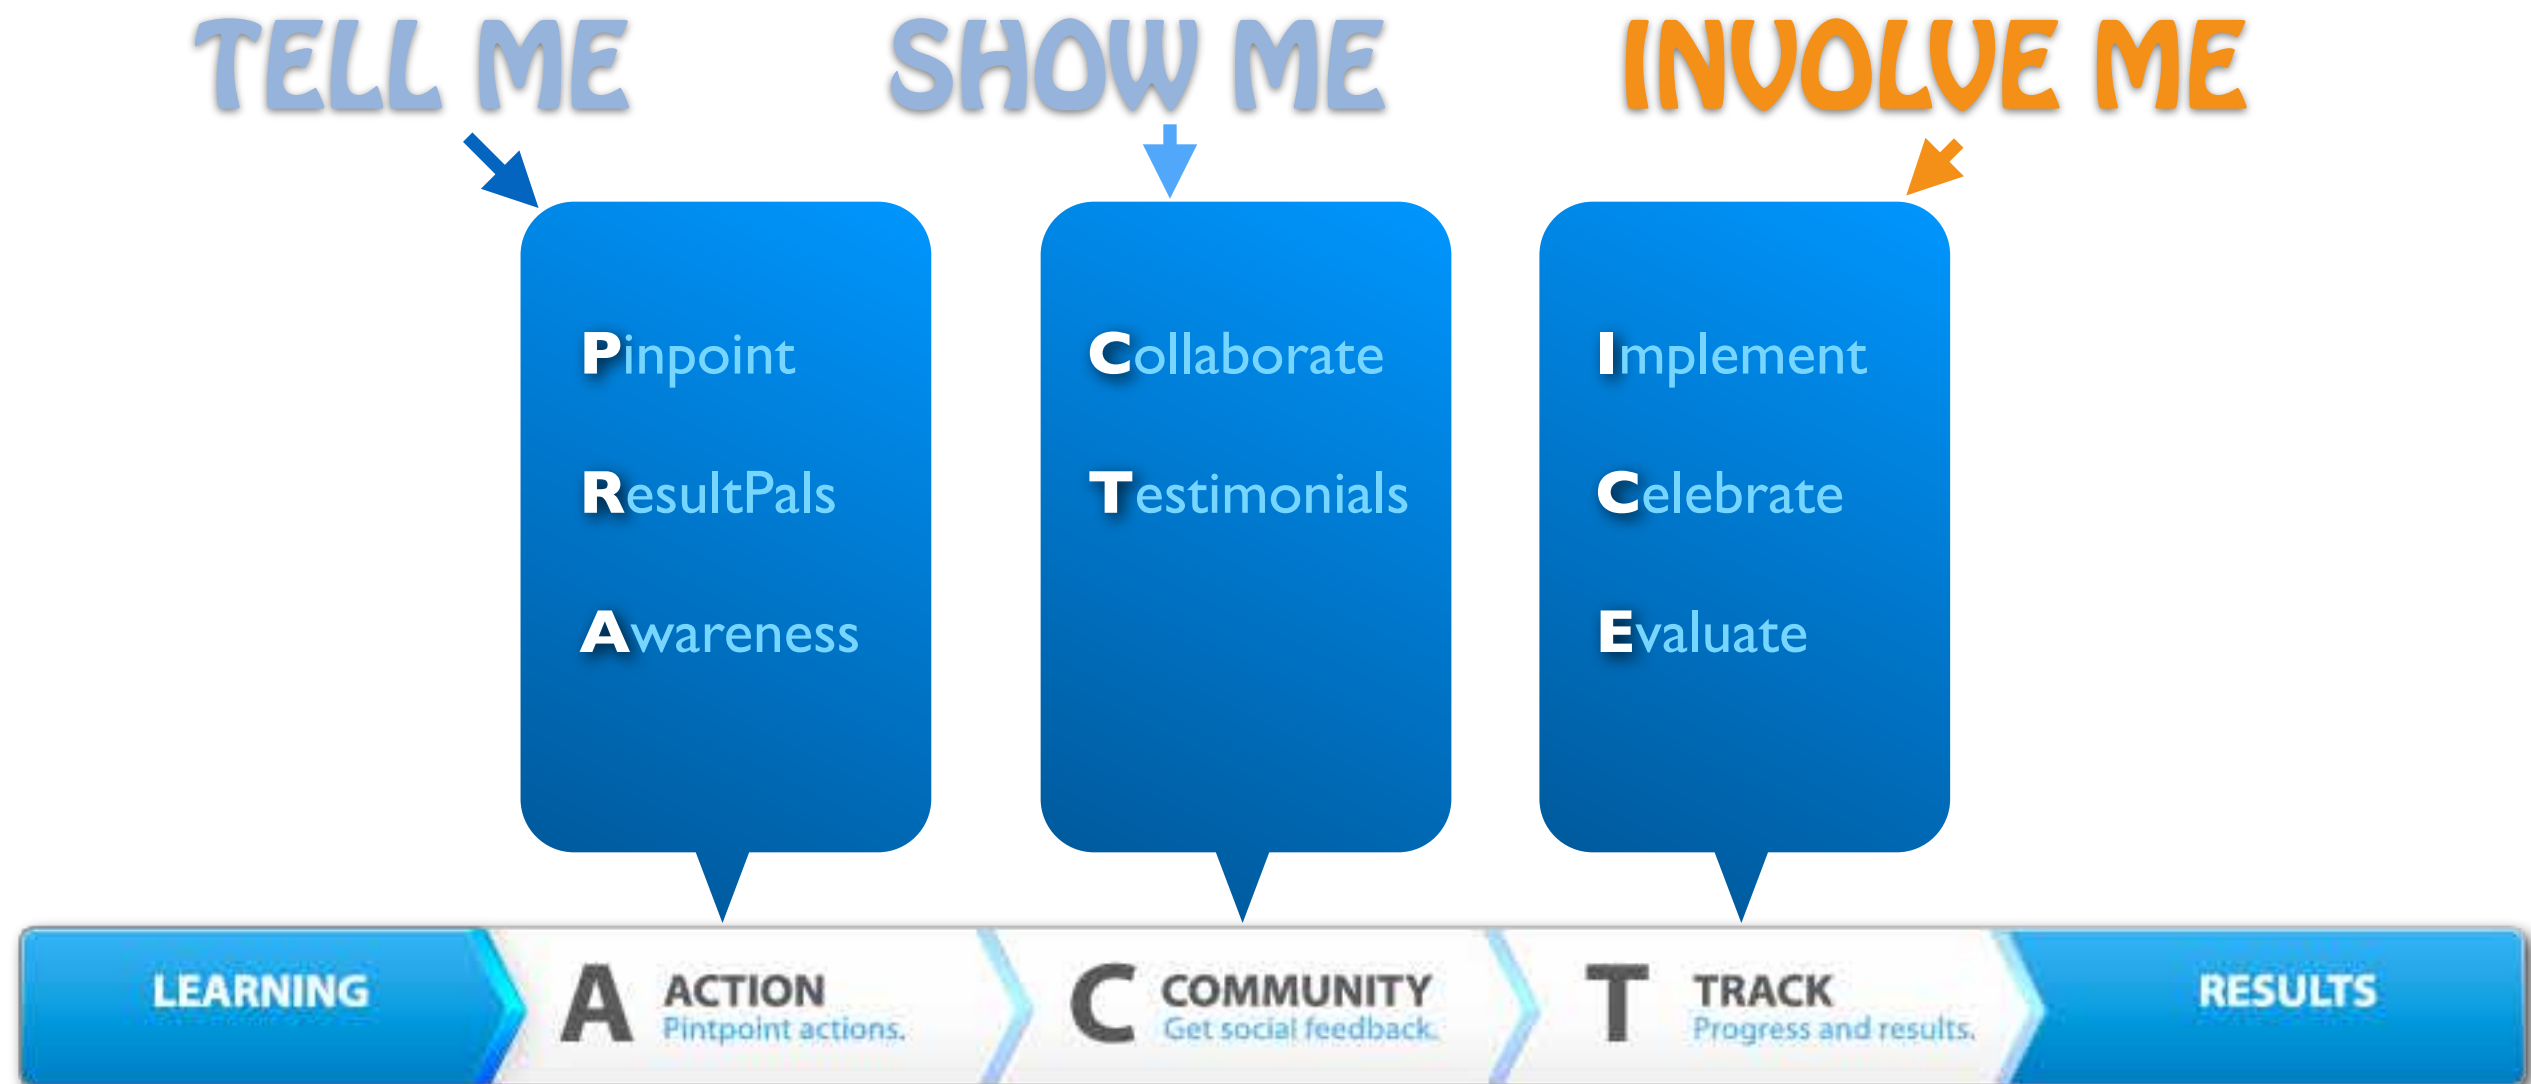 TELL ME
SHOW ME
INVOLVE ME
Pinpoint
ResultPals
Awareness
Collaborate
Testimonials
Implement
Celebrate
Evaluate
LEARNING
A ACTION
Pintpoint actions.
C COMMUNITY
Get social feedback.
T TRACK
Progress and results.
RESULTS